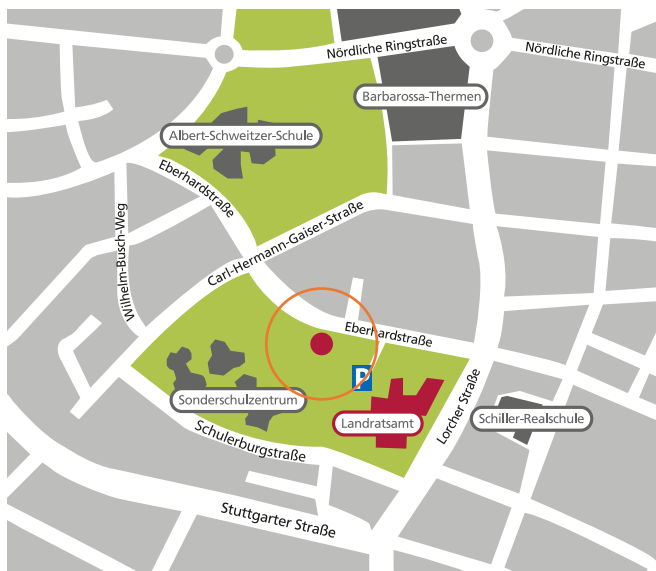 Nördliche Ringstraße
Nördliche Ringstraße
Barbarossa-Thermen
Albert-Schweitzer-Schule
Eberhardstraße
Wilhelm-Busch-Weg
Carl-Hermann-Gaiser-Straße
Eberhardstraße
P
Sonderschulzentrum
Landratsamt
Lorcher Straße
Schiller-Realschule
Schulerburgstraße
Stuttgarter Straße